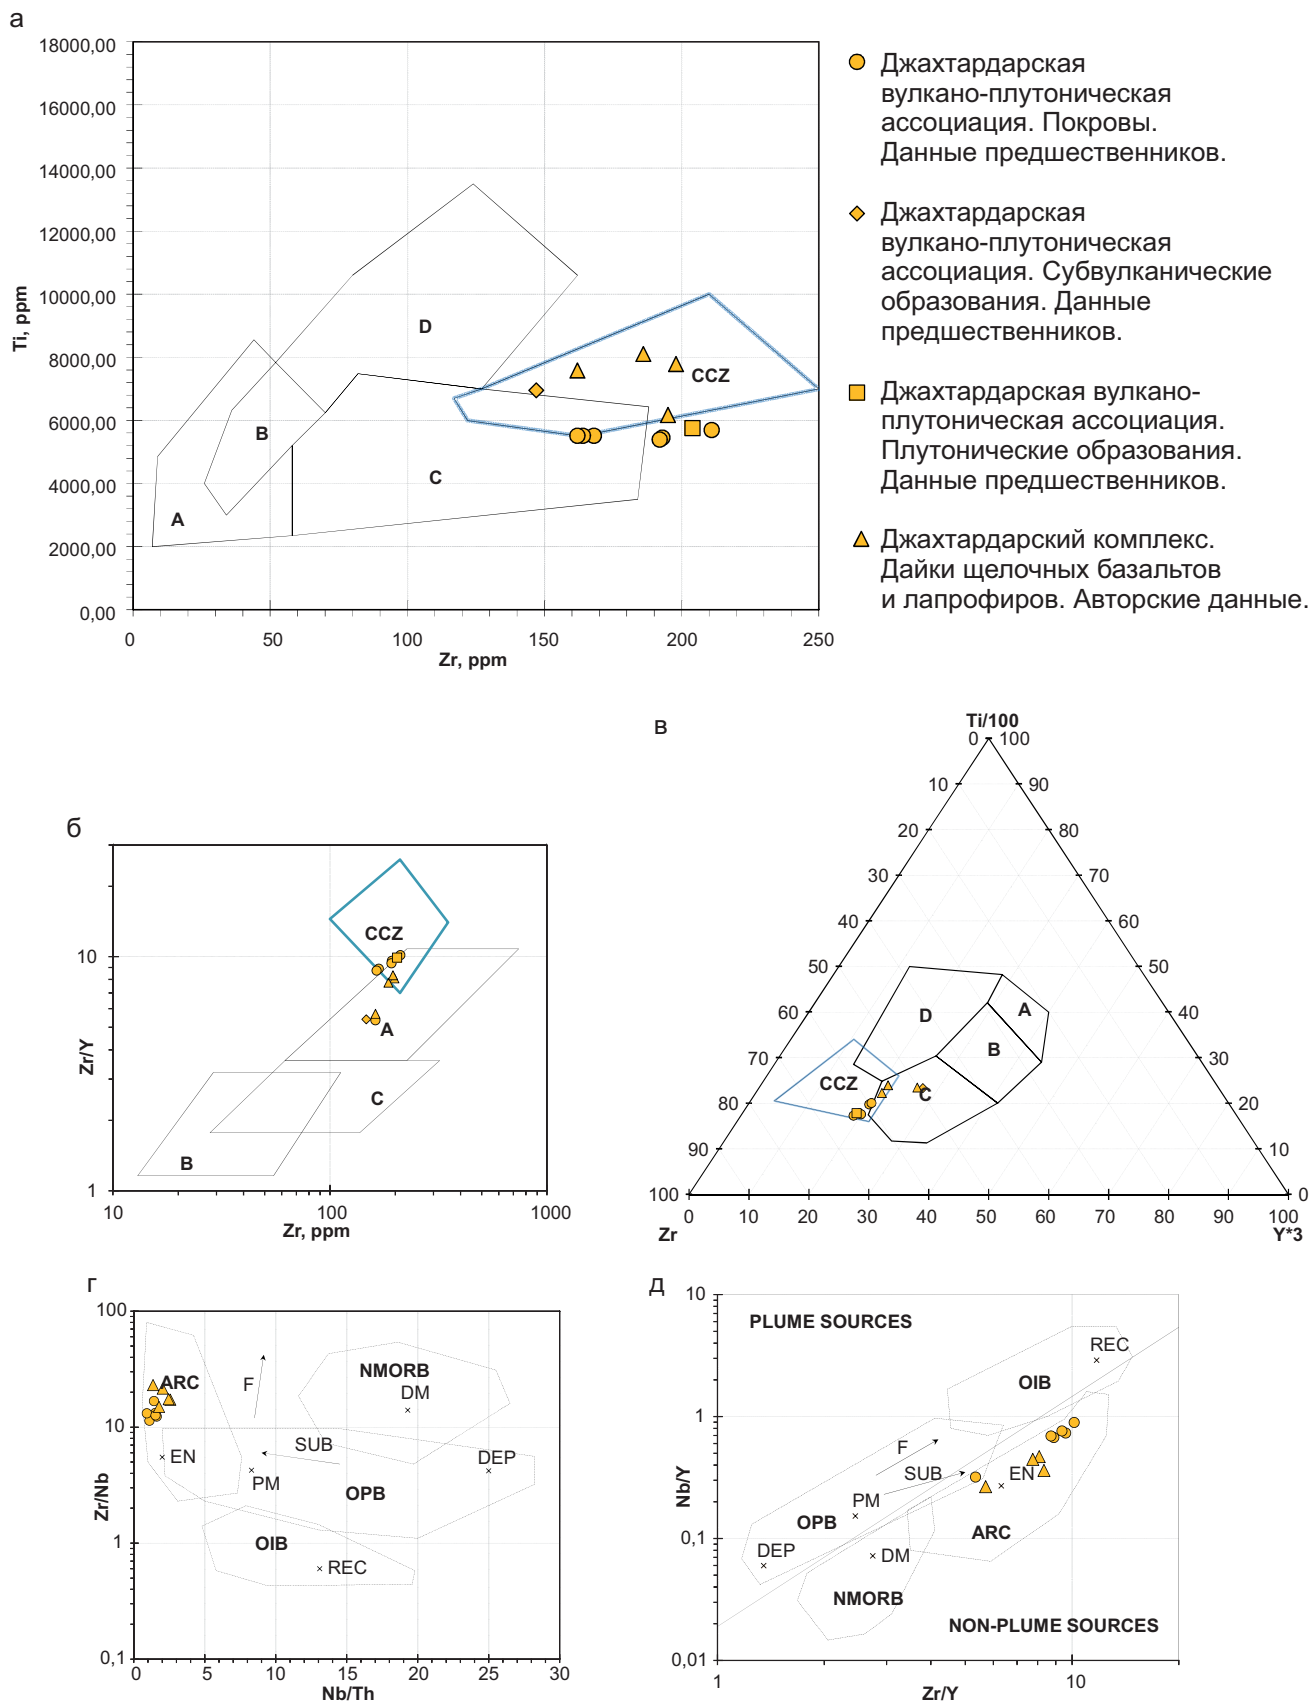 а
18000,00
16000,00
14000,00
12000,00
10000,00
8000,00
6000,00
4000,00
2000,00
0,00
Ti, ppm
0
50
100
150
200
250
Zr, ppm
A
B
C
D
CCZ
Джахтардарская
вулкано-плутоническая
ассоциация. Покровы.
Данные предшественников.
Джахтардарская
вулкано-плутоническая
ассоциация. Субвулканические
образования. Данные
предшественников.
Джахтардарская вулкано-
плутоническая ассоциация.
Плутонические образования.
Данные предшественников.
Джахтардарский комплекс.
Дайки щелочных базальтов
и лапрофиров. Авторские данные.
б
10
1
Zr/Y
10
100
1000
Zr, ppm
CCZ
A
C
B
в
Ti/100
0 100
10 90
20 80
30 70
40 60
50 50
60 40
70 30
80 20
90 10
100 0
0 10 20 30 40 50 60 70 80 90 100
Zr
Y*3
D
A
B
CCZ
C
г
100
10
1
0,1
Zr/Nb
0 5 10 15 20 25 30
Nb/Th
ARC
F
NMORB
DM
SUB
EN
PM
DEP
OPB
OIB
REC
д
10
1
0,1
0,01
Nb/Y
1
10
Zr/Y
PLUME SOURCES
REC
OIB
F
SUB
EN
PM
OPB
ARC
DEP
DM
NMORB
NON-PLUME SOURCES